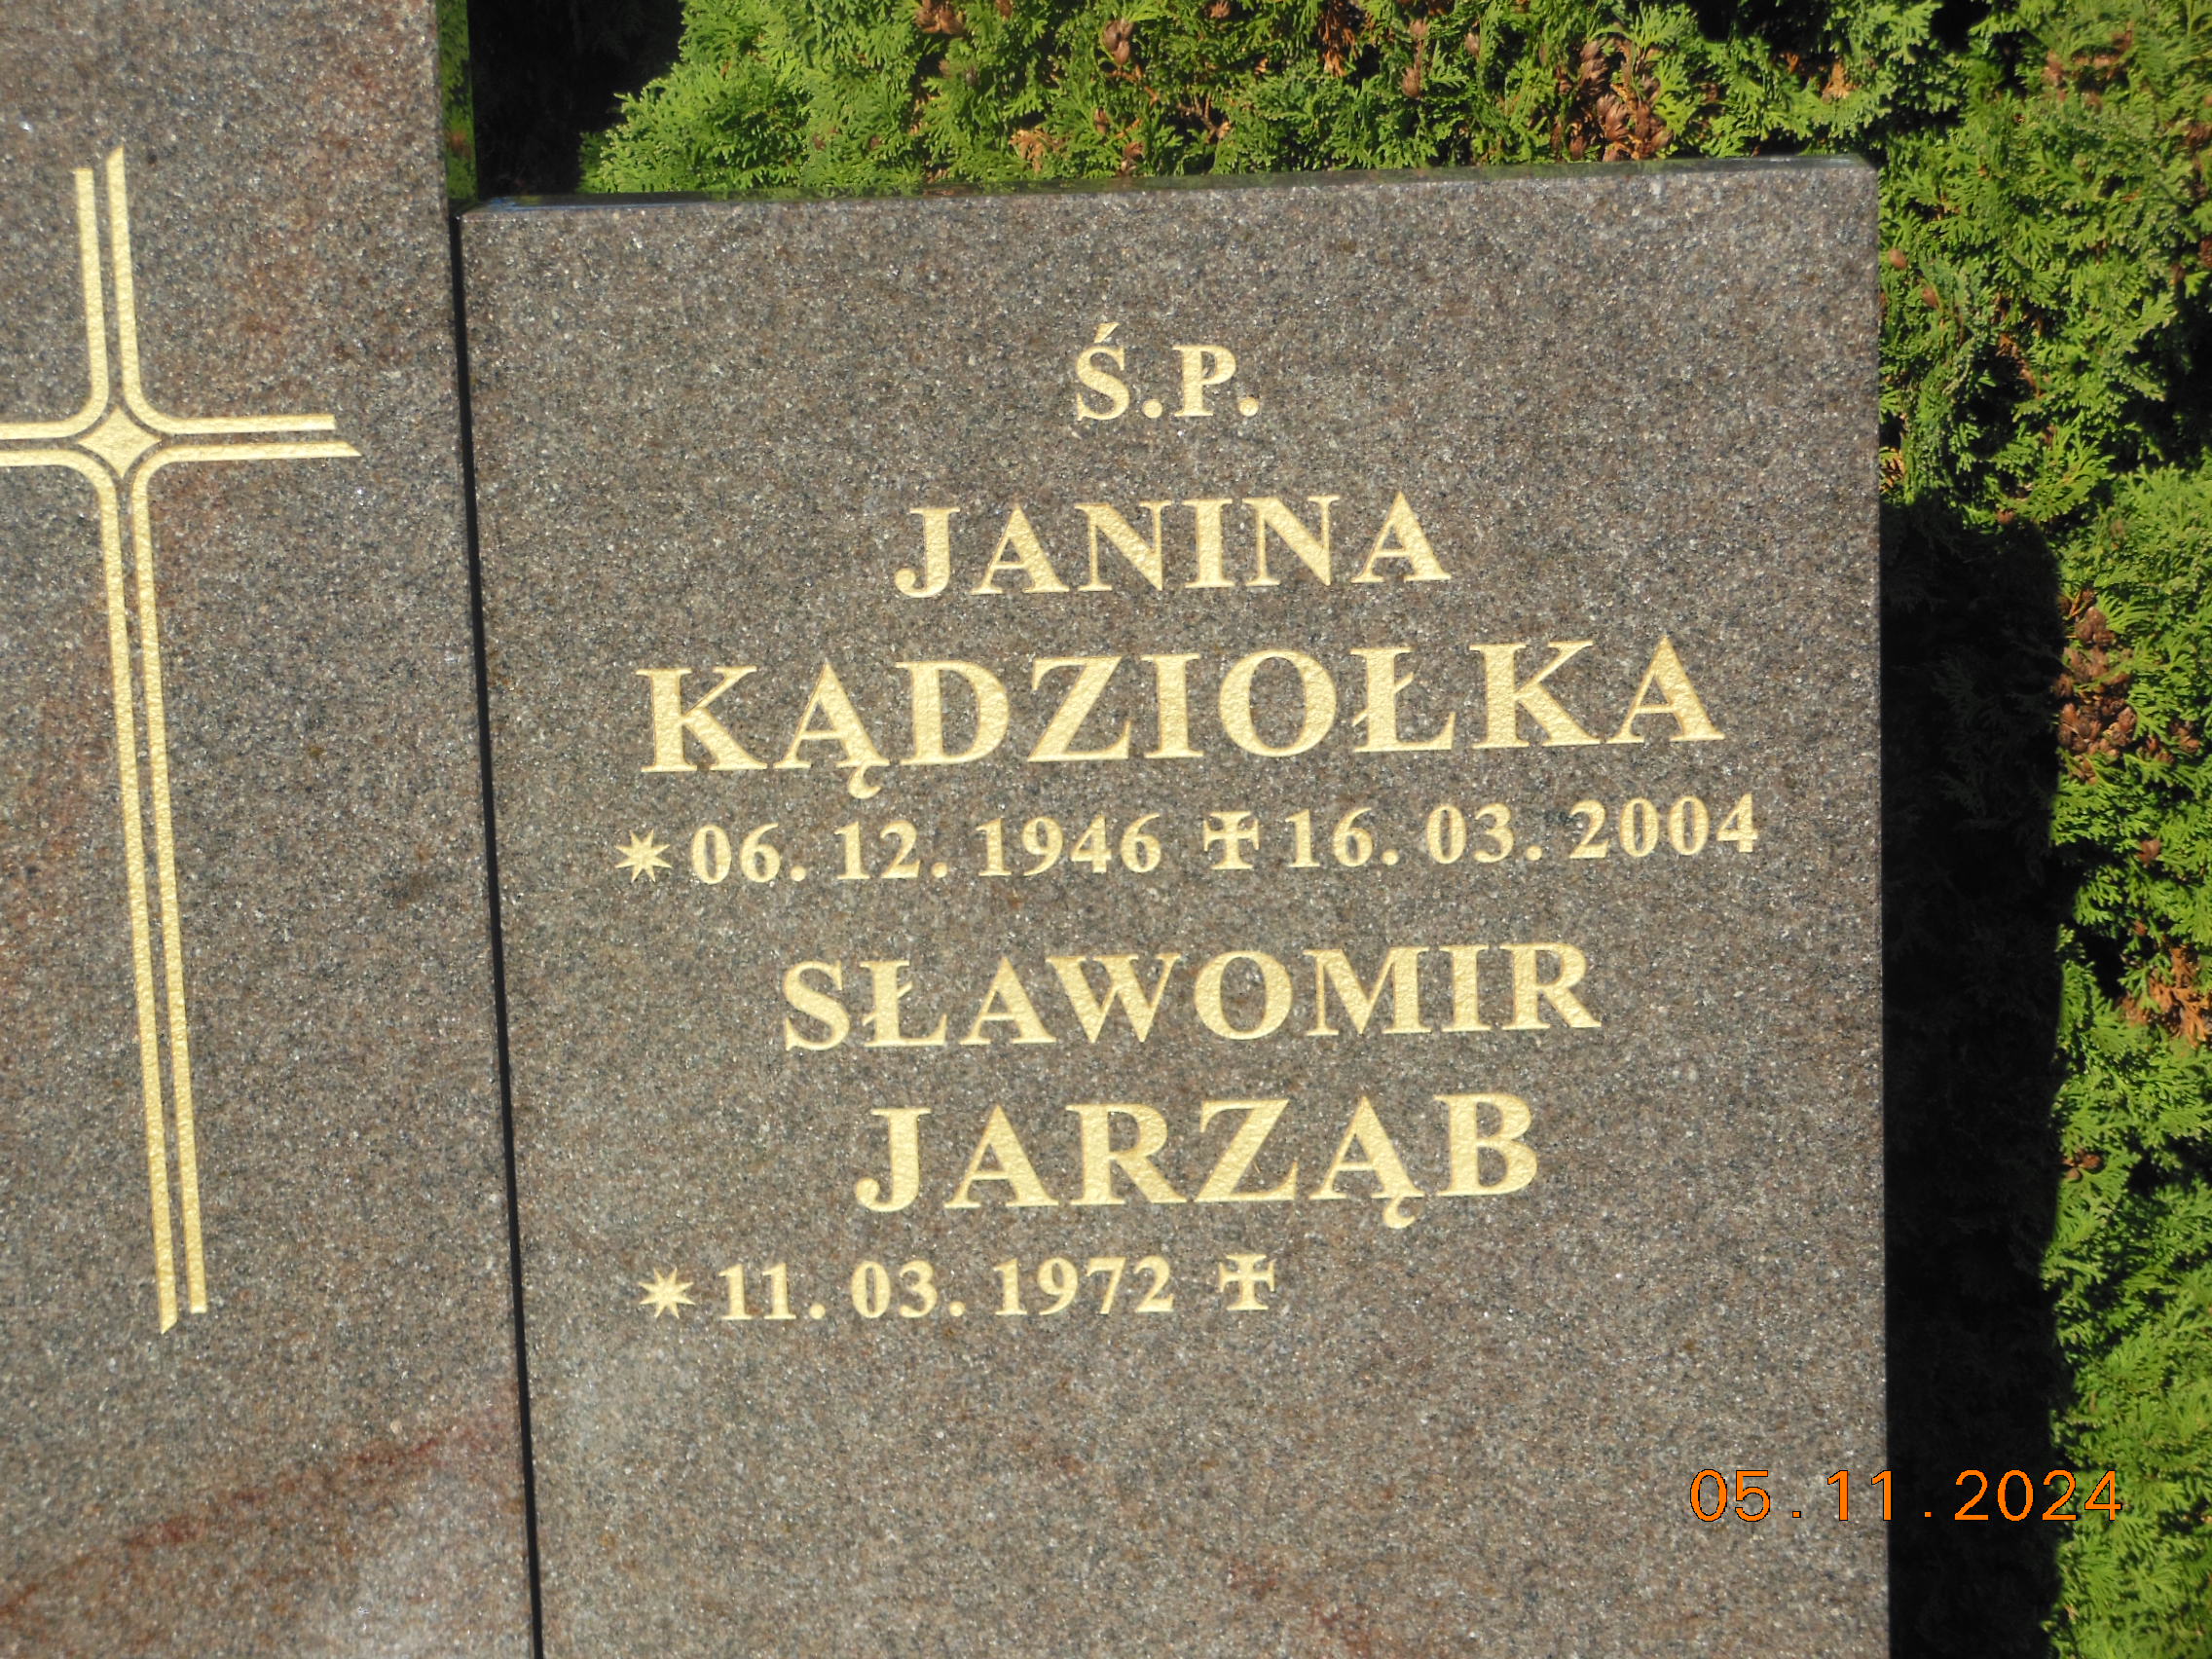 Ś.P.
JANINA
KĄDZIOŁKA
✴06. 12. 1946 ✠16. 03. 2004
SŁAWOMIR
JARZĄB
✴11. 03. 1972 ✠
05.11.2024